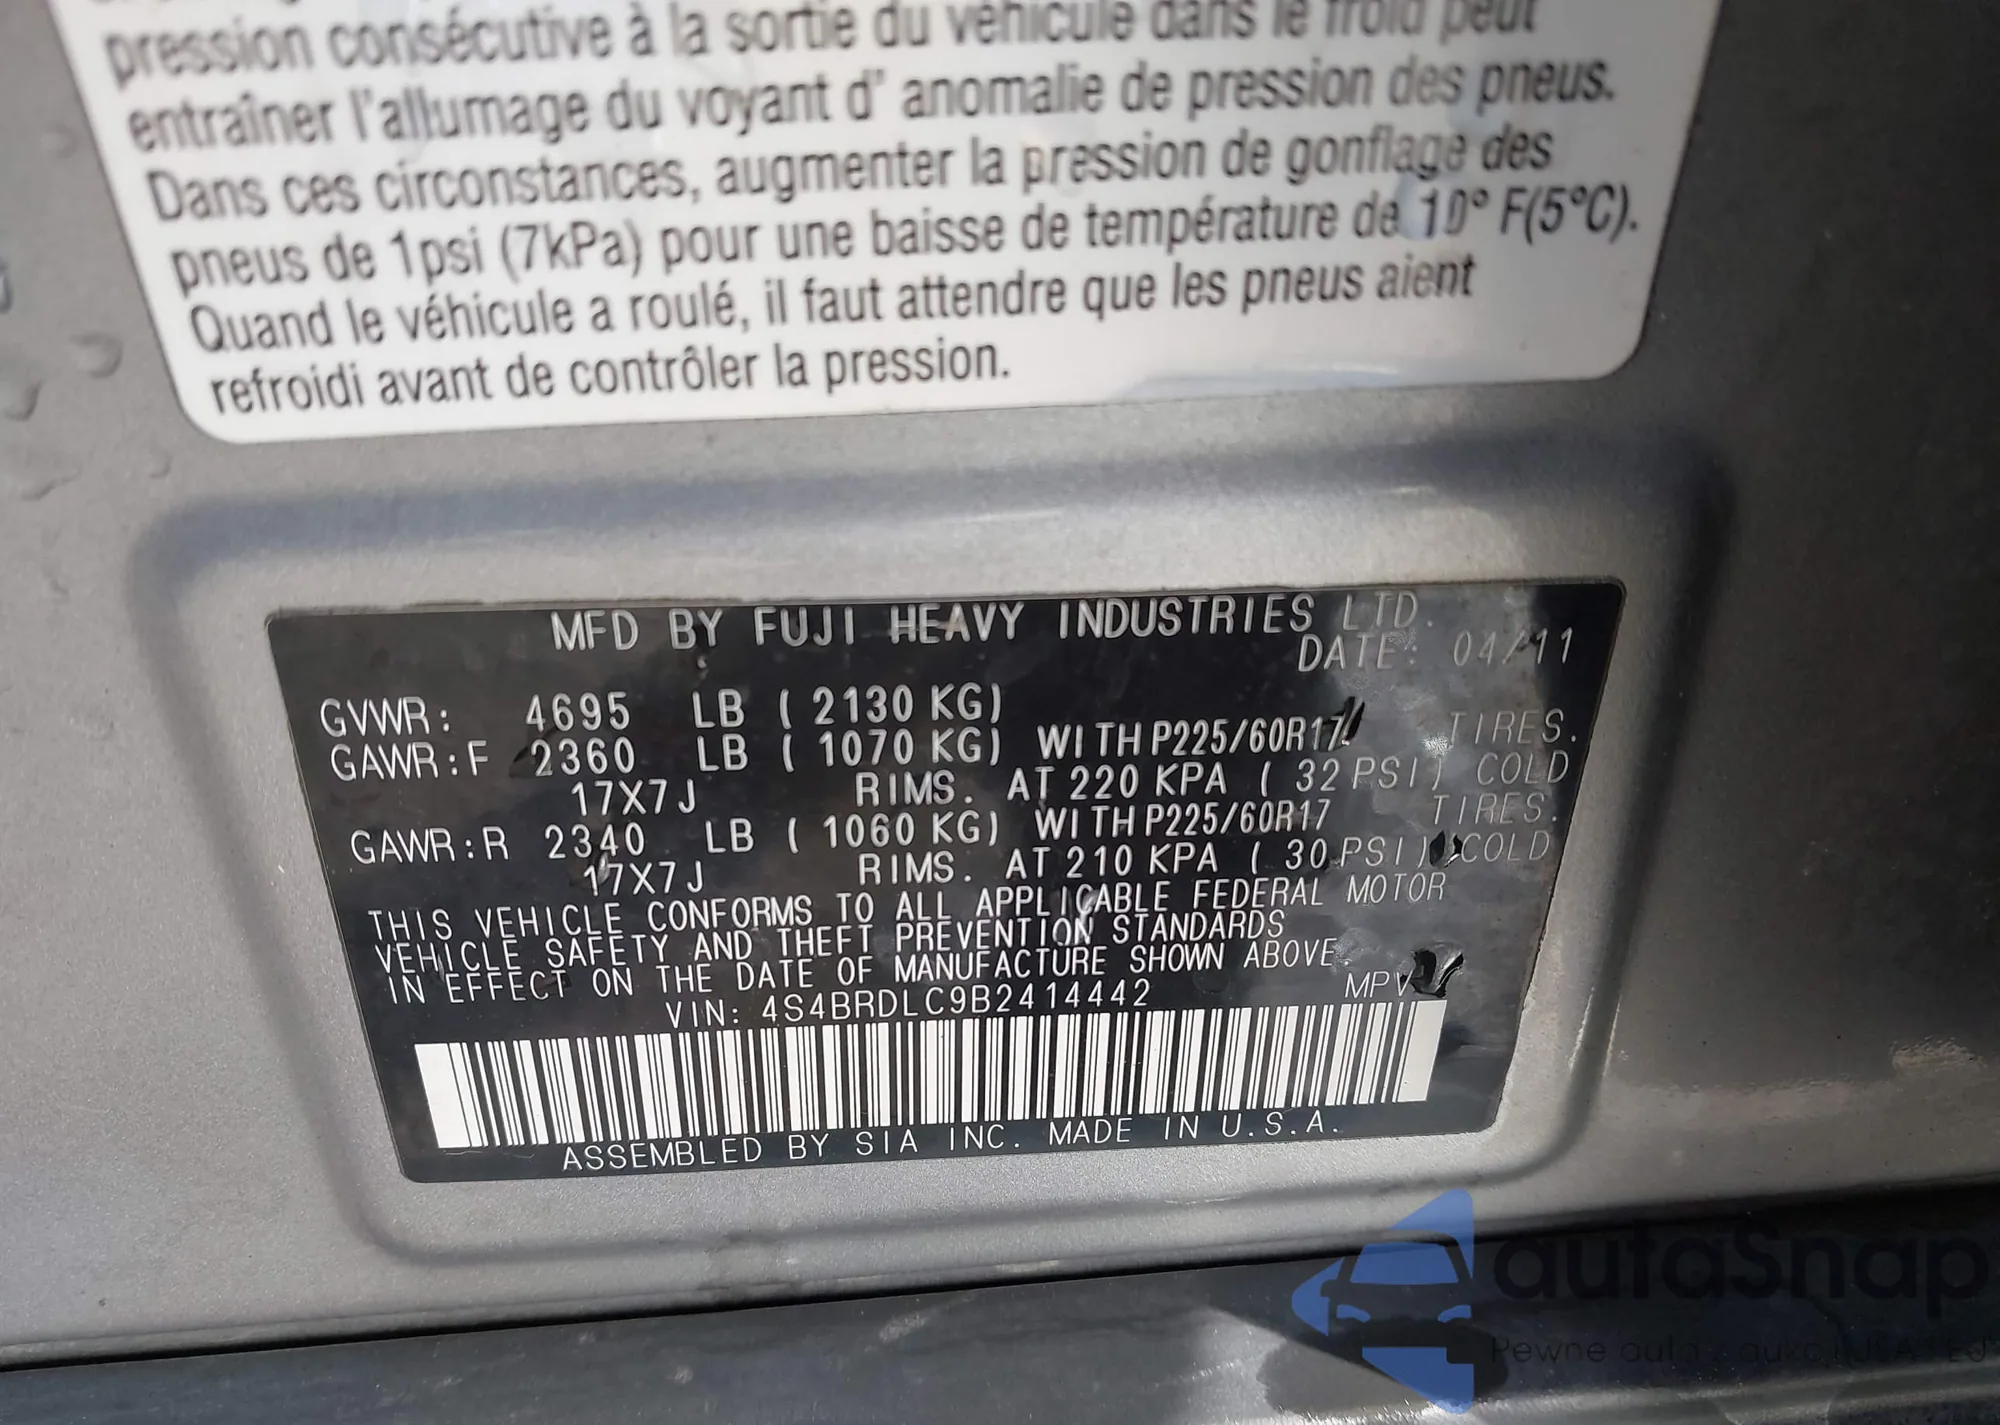 pression consécutive à la sortie du véhicule dans le froid peut
entraîner l'allumage du voyant d' anomalie de pression des pneus.
Dans ces circonstances, augmenter la pression de gonflage des
pneus de 1psi (7kPa) pour une baisse de température de 10° F(5°C).
Quand le véhicule a roulé, il faut attendre que les pneus aient
refroidi avant de contrôler la pression.
MFD BY FUJI HEAVY INDUSTRIES LTD.
DATE: 04/11
GVWR: 4695 LB ( 2130 KG)
GAWR:F 2360 LB ( 1070 KG) WITH P225/60R17 TIRES.
17X7J RIMS. AT 220 KPA ( 32 PSI) COLD
GAWR:R 2340 LB ( 1060 KG) WITH P225/60R17 TIRES.
17X7J RIMS. AT 210 KPA ( 30 PSI) COLD
THIS VEHICLE CONFORMS TO ALL APPLICABLE FEDERAL MOTOR
VEHICLE SAFETY AND THEFT PREVENTION STANDARDS
IN EFFECT ON THE DATE OF MANUFACTURE SHOWN ABOVE.
VIN: 4S4BRDLC9B2414442 MPV
ASSEMBLED BY SIA INC. MADE IN U.S.A.
autaSnap
Pewne auta z aukcji USA i EU